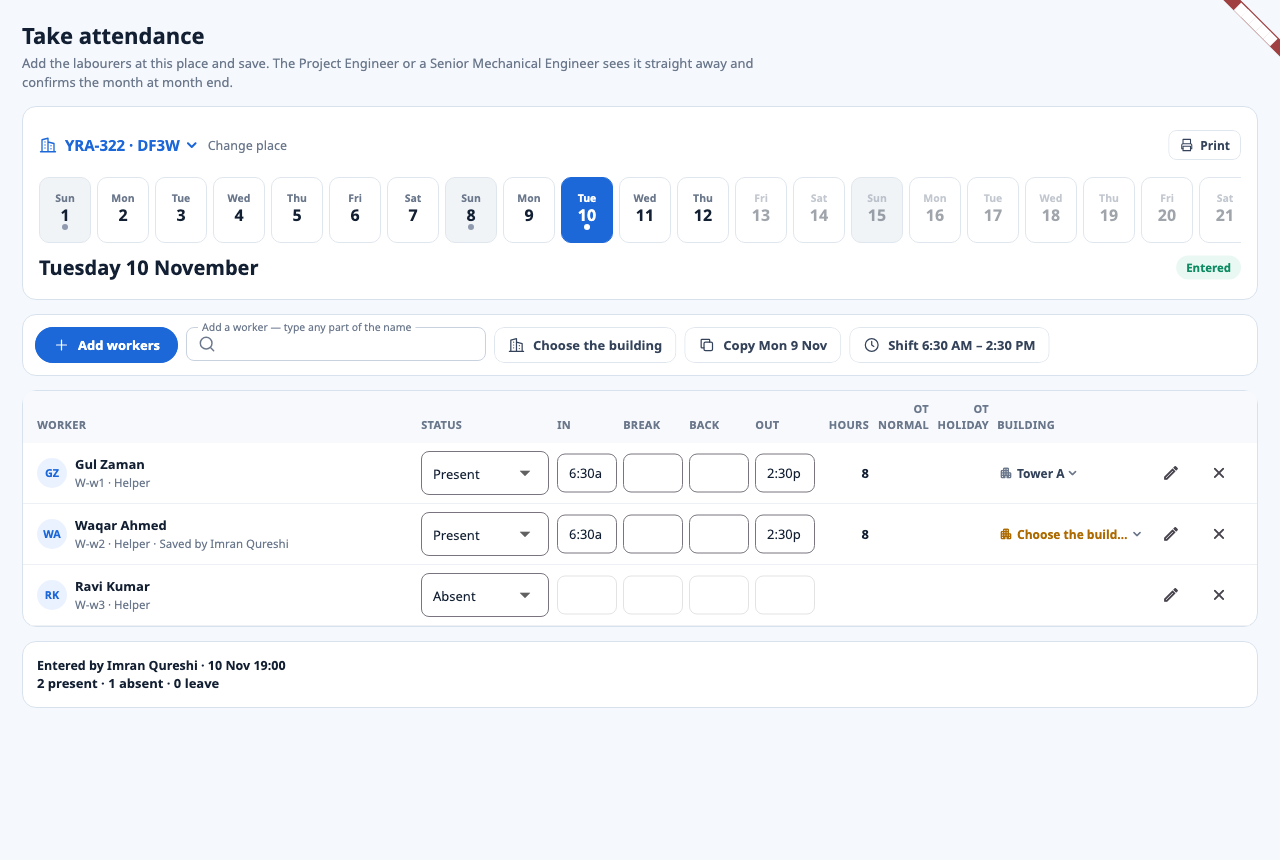 Take attendance
Add the labourers at this place and save. The Project Engineer or a Senior Mechanical Engineer sees it straight away and
confirms the month at month end.
YRA-322 · DF3W Change place Print
Sun Mon Tue Wed Thu Fri Sat Sun Mon Tue Wed Thu Fri Sat Sun Mon Tue Wed Thu Fri Sat
1 2 3 4 5 6 7 8 9 10 11 12 13 14 15 16 17 18 19 20 21
Tuesday 10 November Entered
Add a worker — type any part of the name
Add workers Choose the building Copy Mon 9 Nov Shift 6:30 AM – 2:30 PM
OT OT
WORKER STATUS IN BREAK BACK OUT HOURS NORMAL HOLIDAY BUILDING
GZ Gul Zaman Present 6:30a 2:30p 8 Tower A
W-w1 · Helper
WA Waqar Ahmed Present 6:30a 2:30p 8 Choose the build...
W-w2 · Helper · Saved by Imran Qureshi
RK Ravi Kumar Absent
W-w3 · Helper
Entered by Imran Qureshi · 10 Nov 19:00
2 present · 1 absent · 0 leave